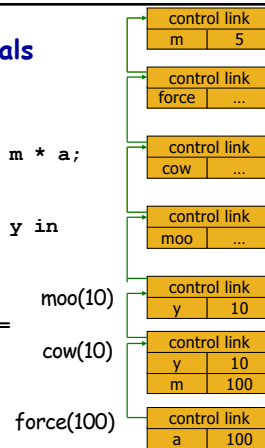 als
m * a;
y in
=
control link
m 5
control link
force ...
control link
cow ...
control link
moo ...
moo(10)
control link
y 10
cow(10)
control link
y 10
m 100
force(100)
control link
a 100